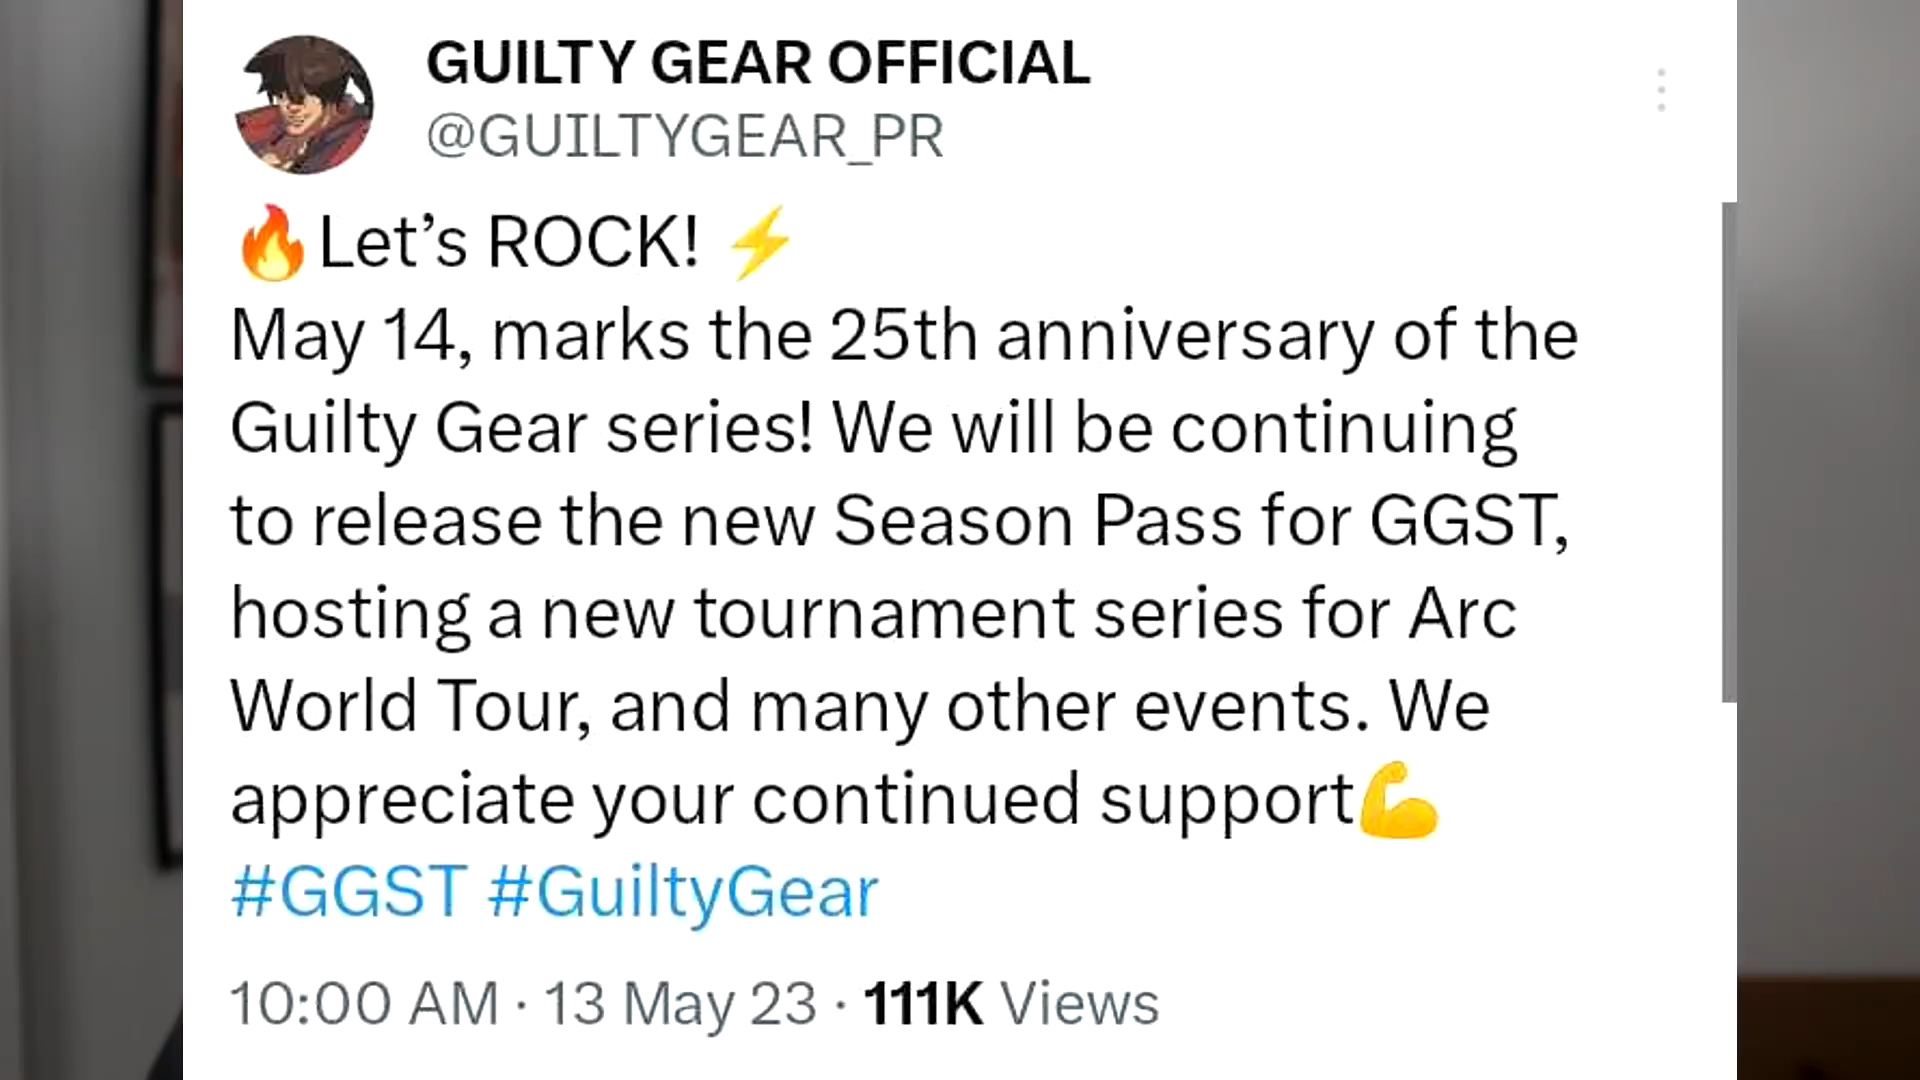 GUILTY GEAR OFFICIAL
@GUILTYGEAR_PR
🔥Let’s ROCK! ⚡
May 14, marks the 25th anniversary of the
Guilty Gear series! We will be continuing
to release the new Season Pass for GGST,
hosting a new tournament series for Arc
World Tour, and many other events. We
appreciate your continued support💪
#GGST #GuiltyGear
10:00 AM · 13 May 23 · 111K Views